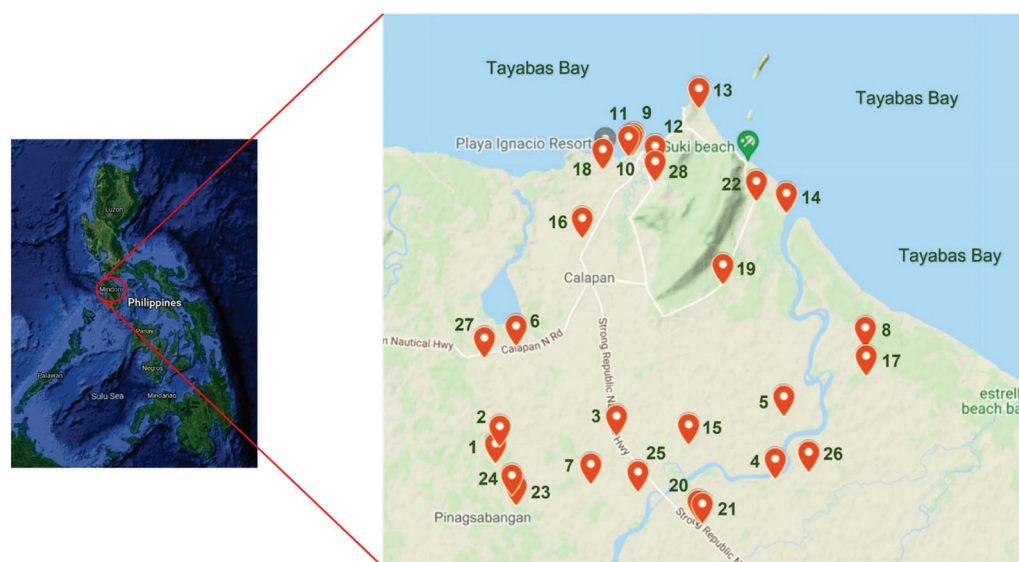 Luzon
Mindoro
Philippines
Panay
Negros
Palawan
Sulu Sea
Mindanao
Tayabas Bay
Tayabas Bay
Tayabas Bay
13
11
9
12
Playa Ignacio Resort
Suki beach
18
10
28
22
14
16
19
Calapan
27
6
n Nautical Hwy
Calapan N Rd
8
17
Strong Republic Na
Hwy
5
estrell
beach ba
2
3
15
1
25
4
26
24
7
23
20
21
Pinagsabangan
Strong Republic N